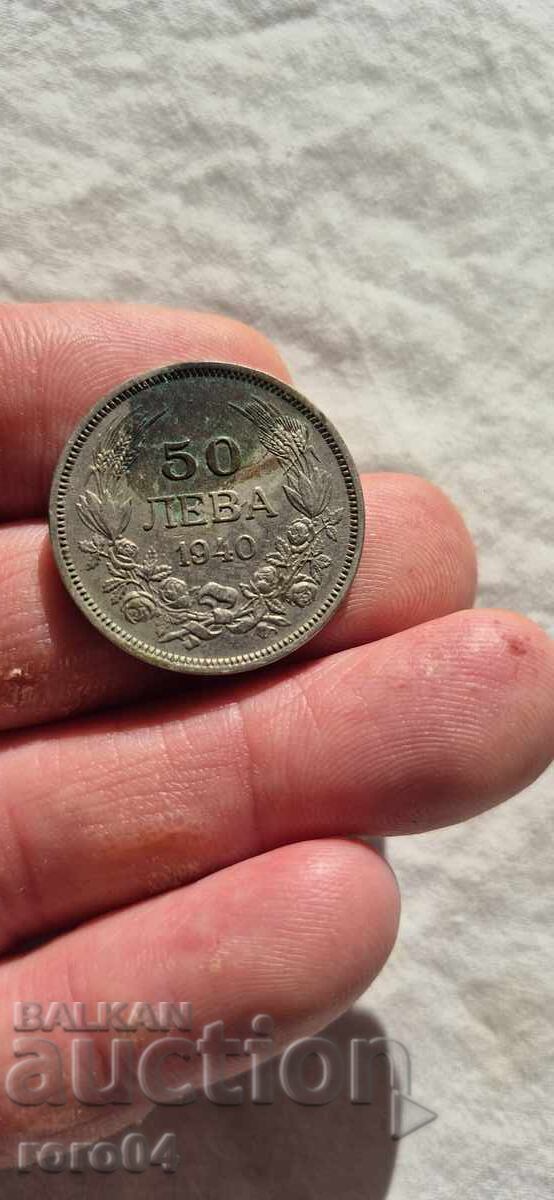 50
ЛЕВА
1940
BALKAN
auction
roro04